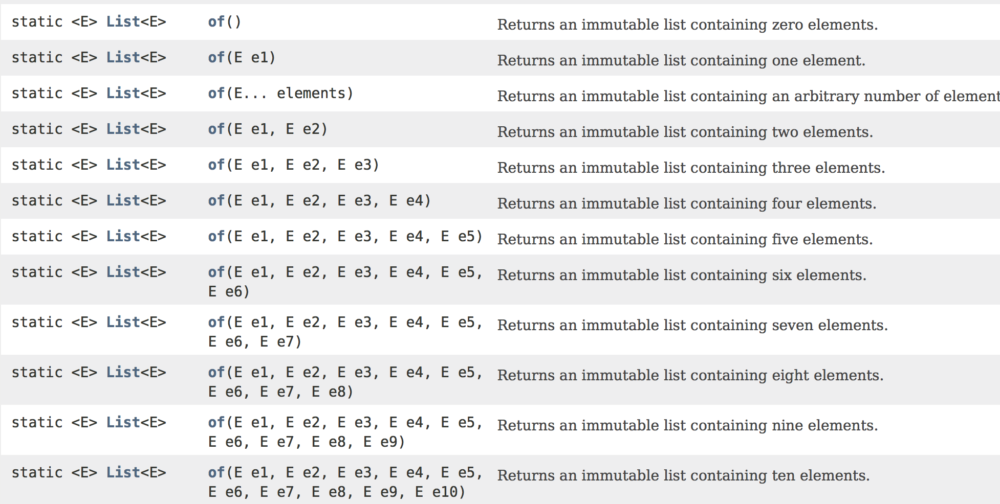 static <E> List<E> of() Returns an immutable list containing zero elements.
static <E> List<E> of(E e1) Returns an immutable list containing one element.
static <E> List<E> of(E... elements) Returns an immutable list containing an arbitrary number of element
static <E> List<E> of(E e1, E e2) Returns an immutable list containing two elements.
static <E> List<E> of(E e1, E e2, E e3) Returns an immutable list containing three elements.
static <E> List<E> of(E e1, E e2, E e3, E e4) Returns an immutable list containing four elements.
static <E> List<E> of(E e1, E e2, E e3, E e4, E e5) Returns an immutable list containing five elements.
static <E> List<E> of(E e1, E e2, E e3, E e4, E e5, Returns an immutable list containing six elements.
E e6)
static <E> List<E> of(E e1, E e2, E e3, E e4, E e5, Returns an immutable list containing seven elements.
E e6, E e7)
static <E> List<E> of(E e1, E e2, E e3, E e4, E e5, Returns an immutable list containing eight elements.
E e6, E e7, E e8)
static <E> List<E> of(E e1, E e2, E e3, E e4, E e5, Returns an immutable list containing nine elements.
E e6, E e7, E e8, E e9)
static <E> List<E> of(E e1, E e2, E e3, E e4, E e5, Returns an immutable list containing ten elements.
E e6, E e7, E e8, E e9, E e10)